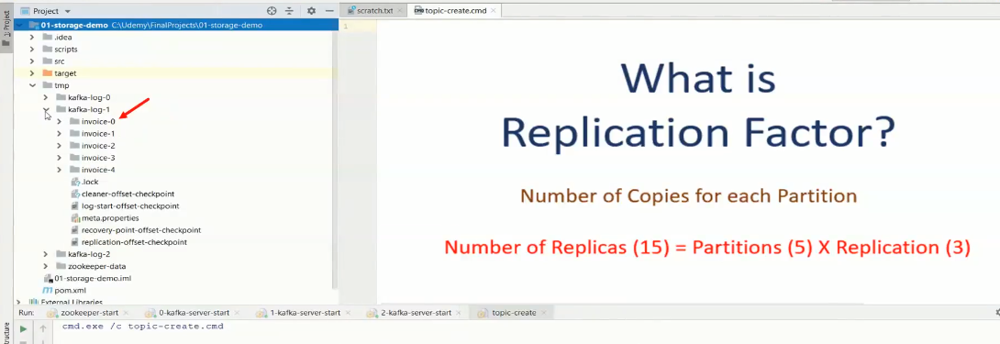 Project
scratch.txt
topic-create.cmd
1: Project
01-storage-demo C:\Udemy\FinalProjects\01-storage-demo
.idea
scripts
src
target
tmp
kafka-log-0
kafka-log-1
invoice-0
invoice-1
invoice-2
invoice-3
invoice-4
.lock
cleaner-offset-checkpoint
log-start-offset-checkpoint
meta.properties
recovery-point-offset-checkpoint
replication-offset-checkpoint
kafka-log-2
zookeeper-data
01-storage-demo.iml
pom.xml
External Libraries
1
What is
Replication Factor?
Number of Copies for each Partition
Number of Replicas (15) = Partitions (5) X Replication (3)
Run: zookeeper-start 0-kafka-server-start 1-kafka-server-start 2-kafka-server-start topic-create
cmd.exe /c topic-create.cmd